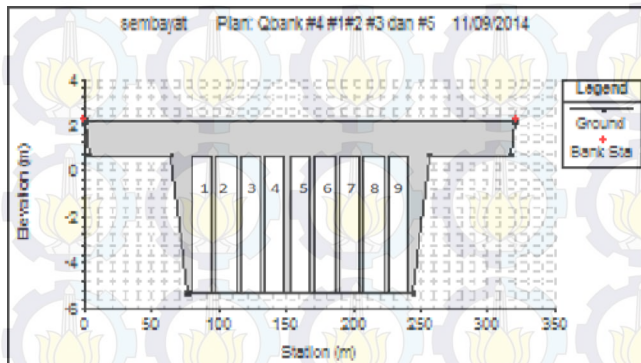 sembayat Plan: Qbank #4 #1#2 #3 dan #5 11/09/2014
Legend
Ground
Bank Sta
Elevation (m)
4
2
0
-2
-4
-6
1 2 3 4 5 6 7 8 9
0 50 100 150 200 250 300 350
Station (m)